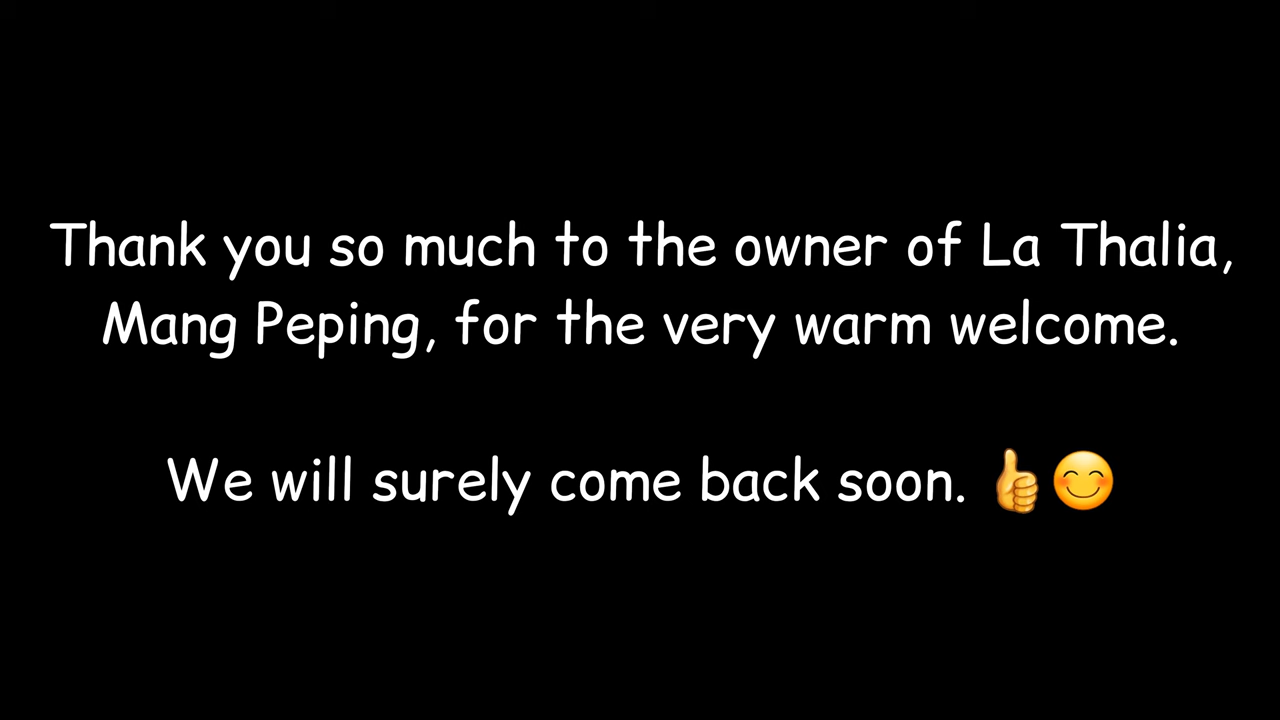 Thank you so much to the owner of La Thalia,
Mang Peping, for the very warm welcome.
We will surely come back soon. 👍😊